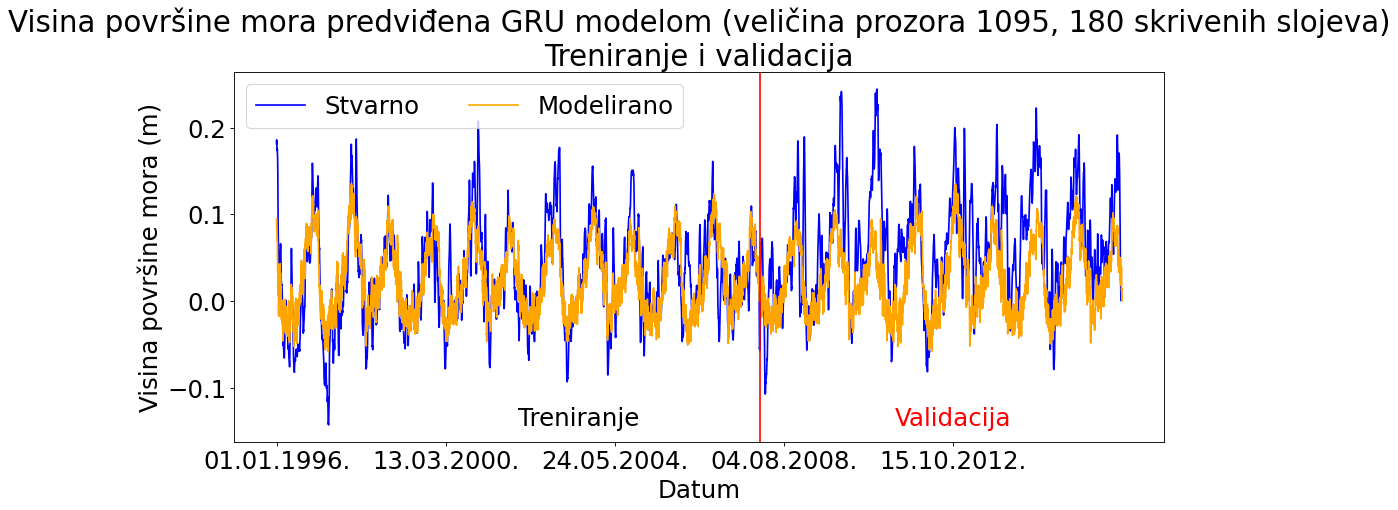 Visina površine mora predviđena GRU modelom (veličina prozora 1095, 180 skrivenih slojeva)
Treniranje i validacija
Stvarno Modelirano
Visina površine mora (m)
0.2
0.1
0.0
−0.1
Treniranje Validacija
01.01.1996. 13.03.2000. 24.05.2004. 04.08.2008. 15.10.2012.
Datum